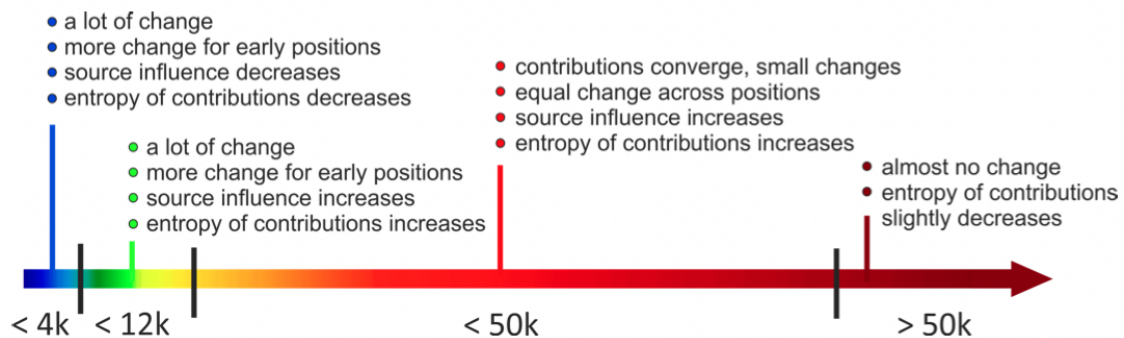 a lot of change
more change for early positions
source influence decreases
entropy of contributions decreases
a lot of change
more change for early positions
source influence increases
entropy of contributions increases
contributions converge, small changes
equal change across positions
source influence increases
entropy of contributions increases
almost no change
entropy of contributions
slightly decreases
< 4k
< 12k
< 50k
> 50k